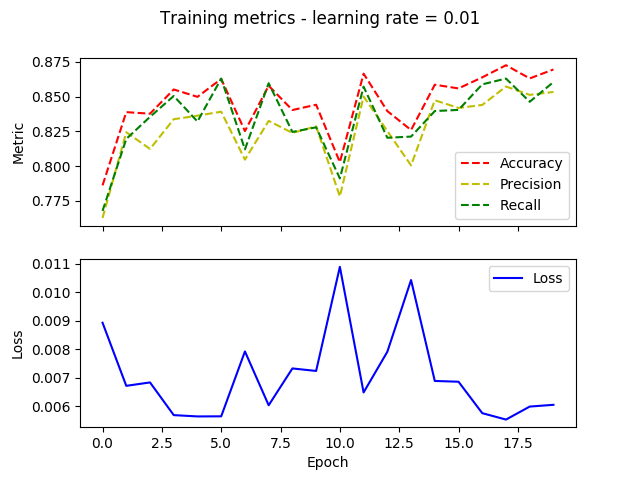 Training metrics - learning rate = 0.01
0.875
0.850
0.825
0.800
0.775
Metric
Accuracy
Precision
Recall
0.011
0.010
0.009
0.008
0.007
0.006
Loss
Loss
0.0 2.5 5.0 7.5 10.0 12.5 15.0 17.5
Epoch